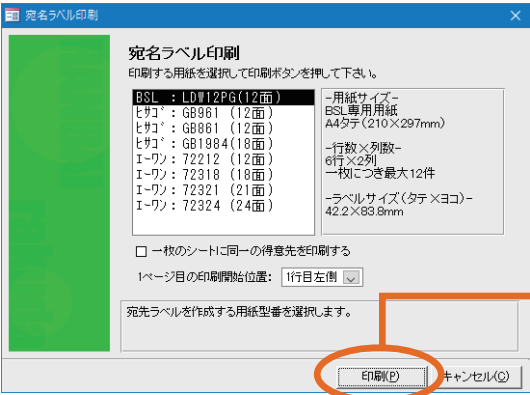 宛名ラベル印刷
宛名ラベル印刷
印刷する用紙を選択して印刷ボタンを押して下さい。
BSL : LDW12PG(12面)
ﾋｻｺﾞ: GB961 (12面)
ﾋｻｺﾞ: GB861 (12面)
ﾋｻｺﾞ: GB1984(18面)
ｴｰﾜﾝ: 72212 (12面)
ｴｰﾜﾝ: 72318 (18面)
ｴｰﾜﾝ: 72321 (21面)
ｴｰﾜﾝ: 72324 (24面)
-用紙サイズ-
BSL専用用紙
A4タテ(210×297mm)
-行数×列数-
6行×2列
一枚につき最大12件
-ラベルサイズ(タテ×ヨコ)-
42.2×83.8mm
一枚のシートに同一の得意先を印刷する
1ページ目の印刷開始位置: 1行目左側
宛先ラベルを作成する用紙型番を選択します。
印刷(P) キャンセル(C)